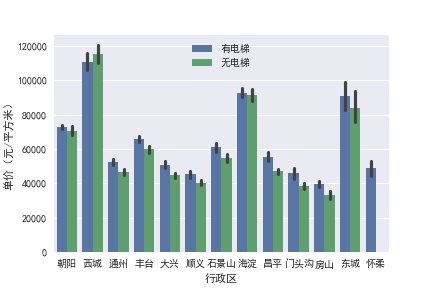 有电梯
无电梯
120000
100000
80000
60000
40000
20000
0
单价（元/平方米）
朝阳 西城 通州 丰台 大兴 顺义 石景山 海淀 昌平 门头沟 房山 东城 怀柔
行政区